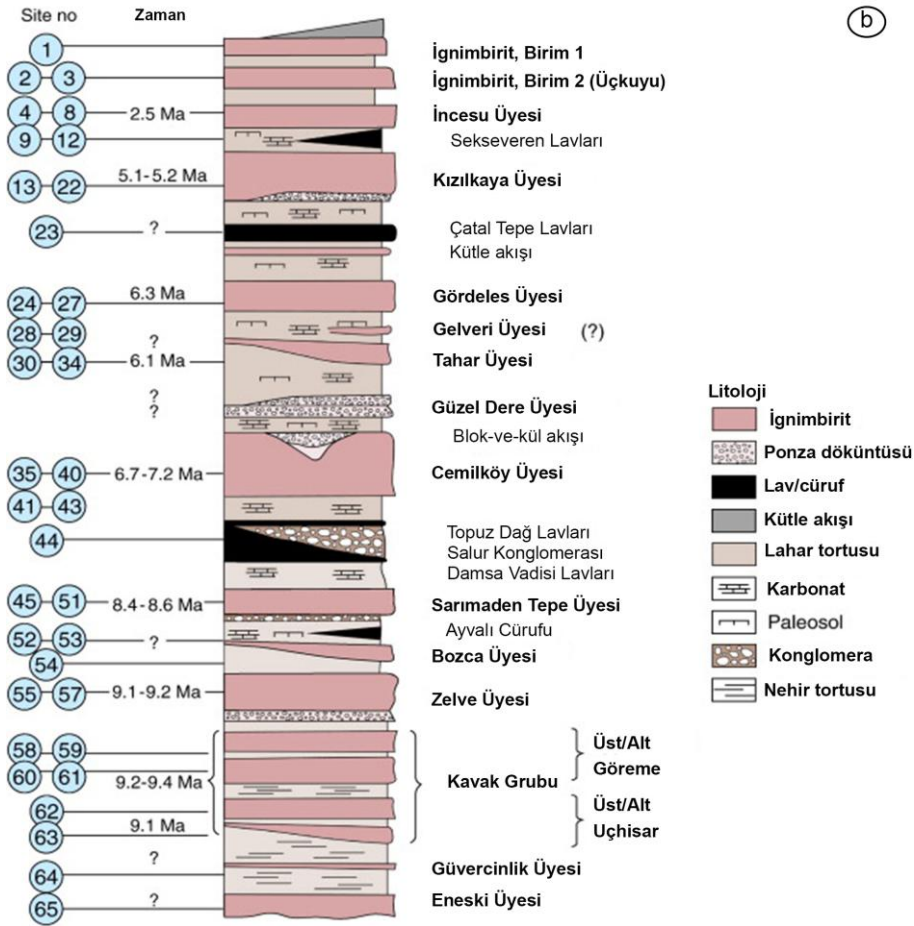 Site no Zaman b
1 İgnimbirit, Birim 1
2 3 İgnimbirit, Birim 2 (Üçkuyu)
4 8 2.5 Ma İncesu Üyesi
9 12 Sekseveren Lavları
13 22 5.1-5.2 Ma Kızılkaya Üyesi
23 ? Çatal Tepe Lavları
Kütle akışı
24 27 6.3 Ma Gördeles Üyesi
28 29 ? Gelveri Üyesi (?)
30 34 6.1 Ma Tahar Üyesi
?
? Güzel Dere Üyesi
Blok-ve-kül akışı
35 40 6.7-7.2 Ma Cemilköy Üyesi
41 43
44 Topuz Dağ Lavları
Salur Konglomerası
Damsa Vadisi Lavları
45 51 8.4-8.6 Ma Sarımaden Tepe Üyesi
52 53 ? Ayvalı Cürufu
54 Bozca Üyesi
55 57 9.1-9.2 Ma Zelve Üyesi
58 59 Üst/Alt
60 61 9.2-9.4 Ma Kavak Grubu Göreme
62 Üst/Alt
63 9.1 Ma Uçhisar
?
64 Güvercinlik Üyesi
65 ? Eneski Üyesi
Litoloji
İgnimbirit
Ponza döküntüsü
Lav/cüruf
Kütle akışı
Lahar tortusu
Karbonat
Paleosol
Konglomera
Nehir tortusu